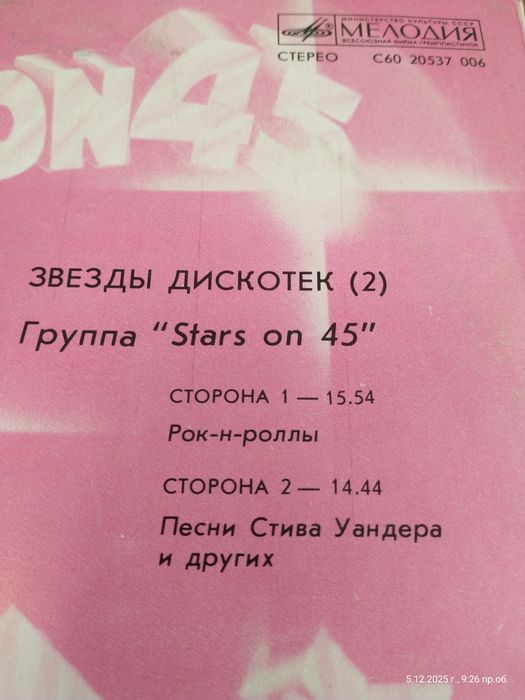 МИНИСТЕРСТВО КУЛЬТУРЫ СССР
МЕЛОДИЯ
ВСЕСОЮЗНАЯ ФИРМА ГРАМПЛАСТИНОК
СТЕРЕО С60 20537 006
ON 45
ЗВЕЗДЫ ДИСКОТЕК (2)
Группа "Stars on 45"
СТОРОНА 1 — 15.54
Рок-н-роллы
СТОРОНА 2 — 14.44
Песни Стива Уандера
и других
5.12.2025 г., 9:26 пр.об.